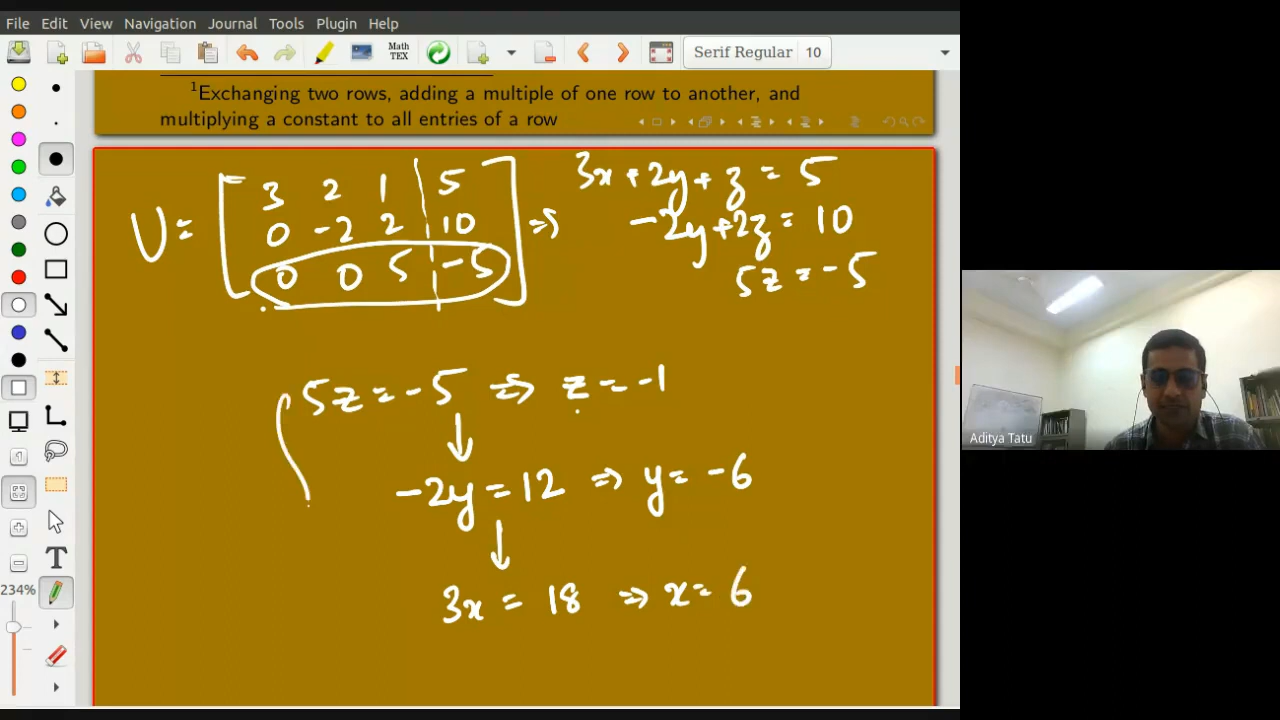 File Edit View Navigation Journal Tools Plugin Help
Math TEX Serif Regular 10
1Exchanging two rows, adding a multiple of one row to another, and
multiplying a constant to all entries of a row
U = [ 3 2 1 | 5 ⇒ 3x + 2y + z = 5
0 -2 2 | 10 -2y + 2z = 10
0 0 5 | -5 ] 5z = -5
5z = -5 ⇒ z = -1
↓
-2y = 12 ⇒ y = -6
↓
3x = 18 ⇒ x = 6
234%
Aditya Tatu